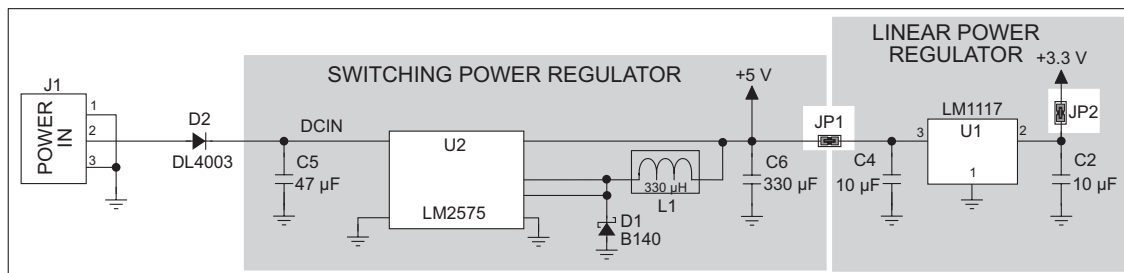 LINEAR POWER
REGULATOR
SWITCHING POWER REGULATOR
+3.3 V
+5 V
J1
POWER
IN
1
2
3
D2
DL4003
DCIN
C5
47 µF
U2
LM2575
330 µH
L1
D1
B140
C6
330 µF
JP1
C4
10 µF
LM1117
3
U1
2
1
JP2
C2
10 µF